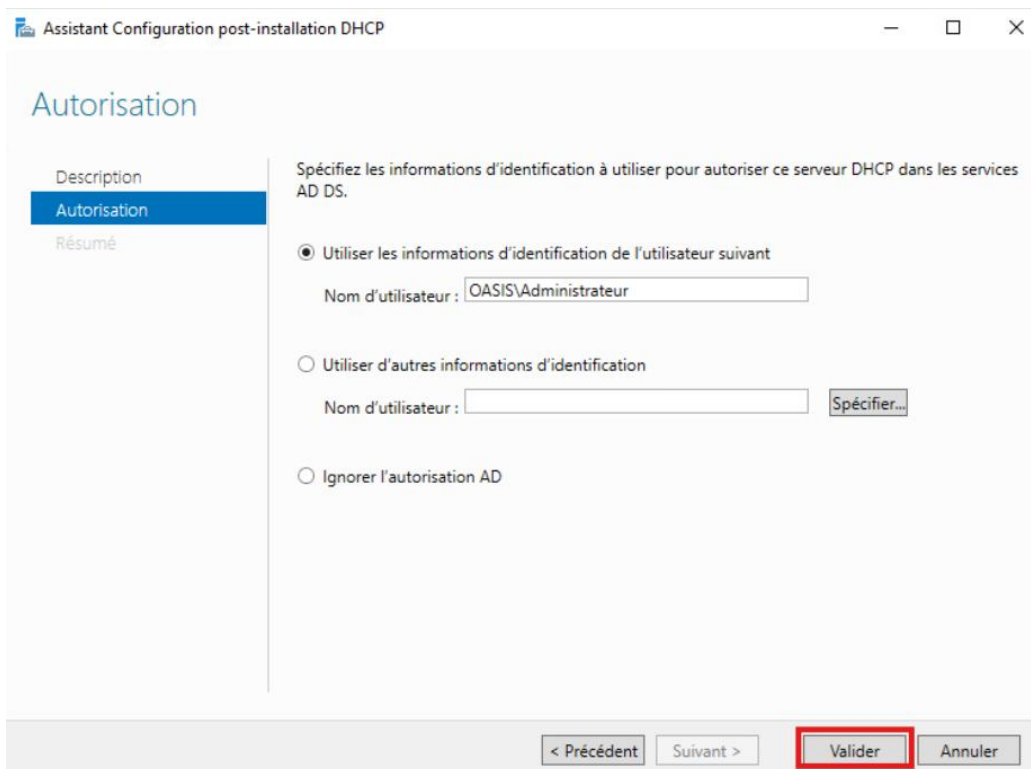 Assistant Configuration post-installation DHCP
Autorisation
Description
Autorisation
Résumé
Spécifiez les informations d'identification à utiliser pour autoriser ce serveur DHCP dans les services
AD DS.
Utiliser les informations d'identification de l'utilisateur suivant
Nom d'utilisateur : OASIS\Administrateur
Utiliser d'autres informations d'identification
Nom d'utilisateur : Spécifier...
Ignorer l'autorisation AD
< Précédent Suivant > Valider Annuler